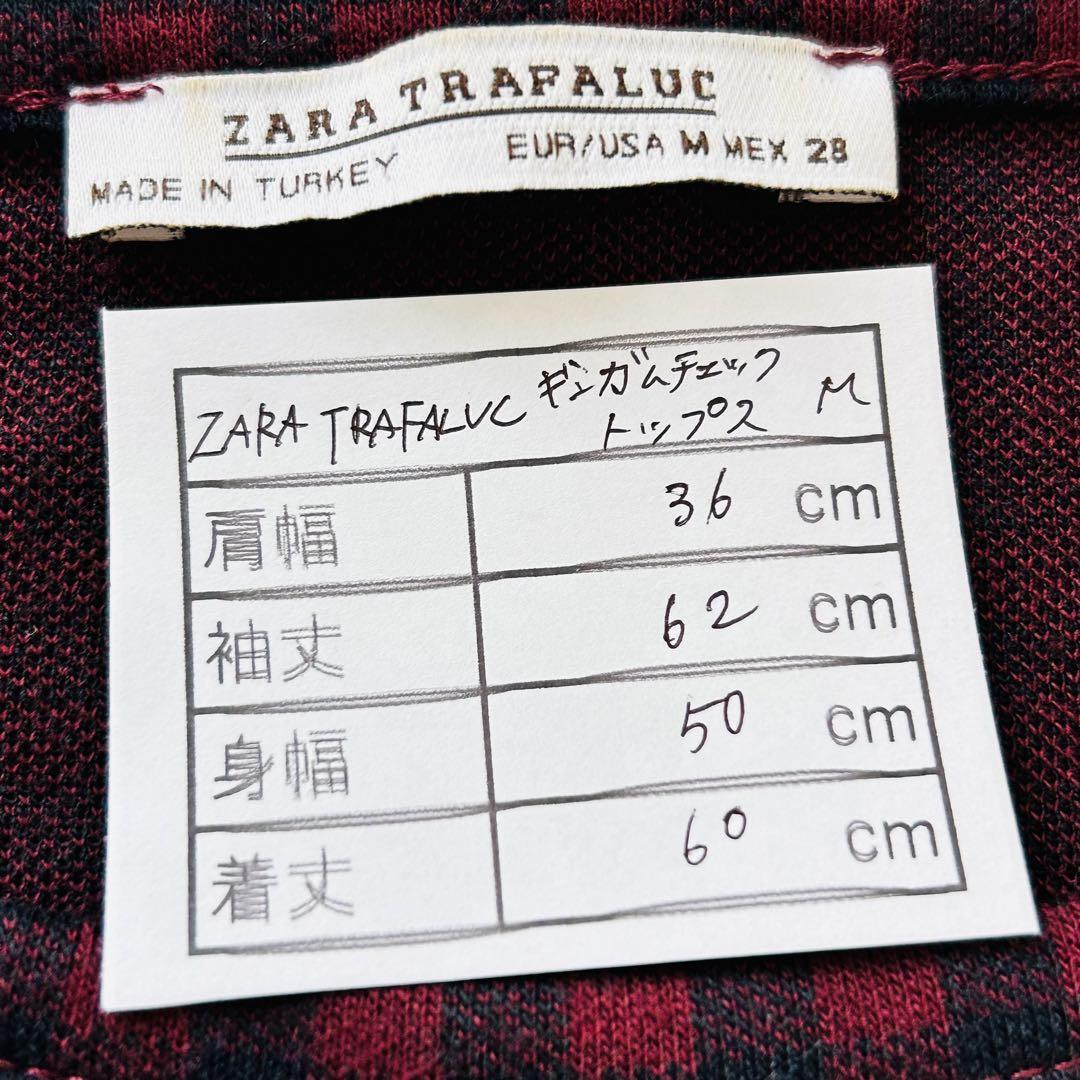 ZARA TRAFALUC
MADE IN TURKEY EUR/USA M MEX 28
ZARA TRAFALUC ギンガムチェック M
トップス
肩幅 36 cm
袖丈 62 cm
身幅 50 cm
着丈 60 cm